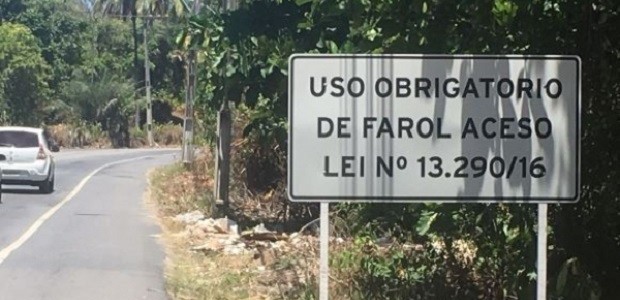 USO OBRIGATORIO
DE FAROL ACESO
LEI Nº 13.290/16